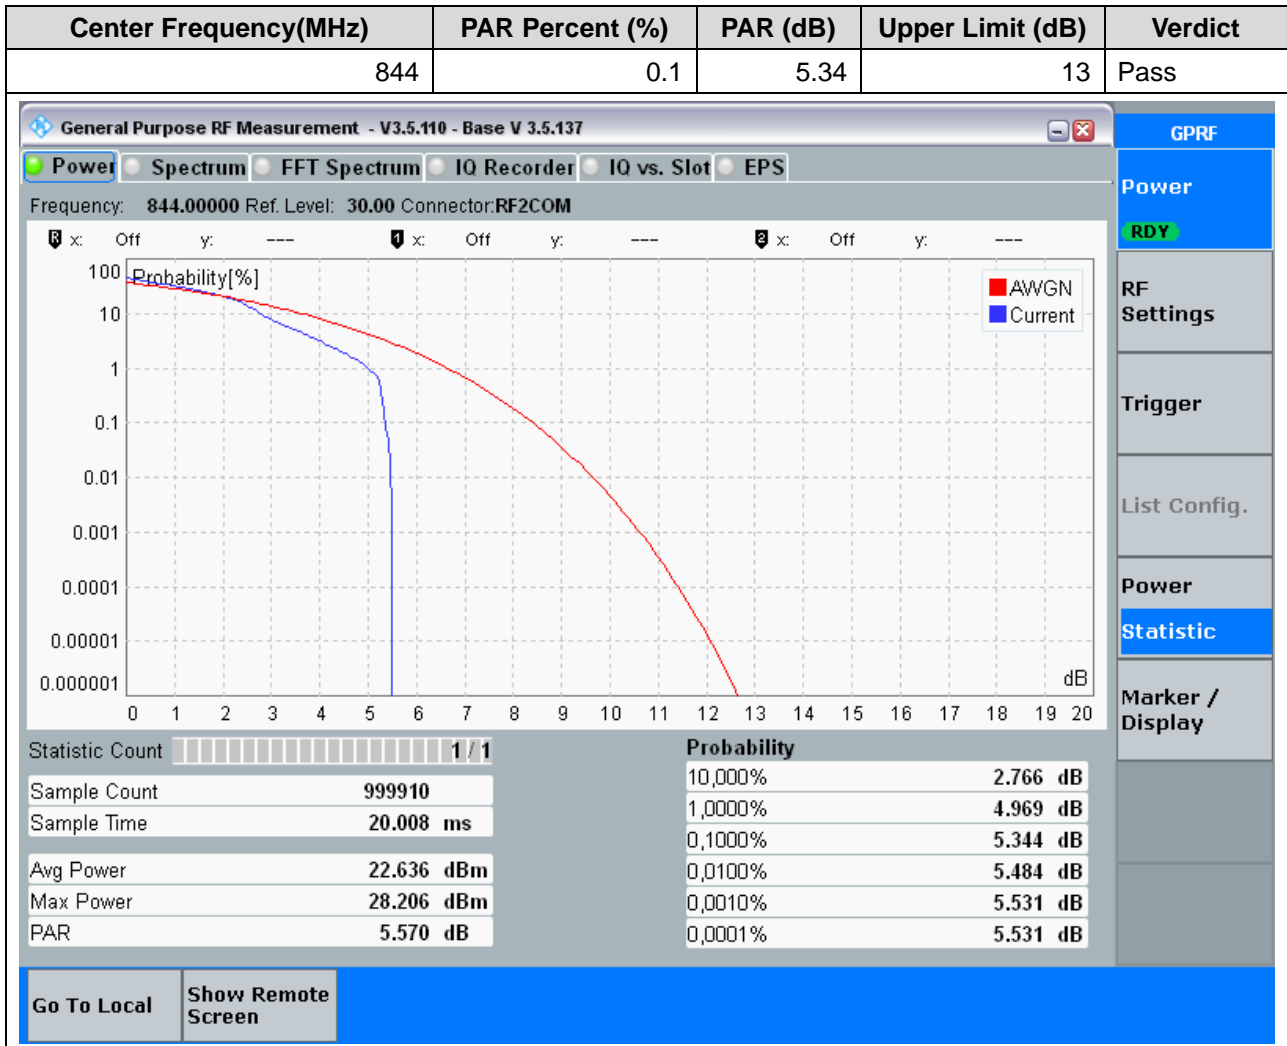 Center Frequency(MHz) PAR Percent (%) PAR (dB) Upper Limit (dB) Verdict
844 0.1 5.34 13 Pass
General Purpose RF Measurement - V3.5.110 - Base V 3.5.137
GPRF
Power Spectrum FFT Spectrum IQ Recorder IQ vs. Slot EPS
Power
RDY
Frequency: 844.00000 Ref. Level: 30.00 Connector:RF2COM
R x: Off y: --- 1 x: Off y: --- 2 x: Off y: ---
Probability[%]
AWGN
Current
100
10
1
0.1
0.01
0.001
0.0001
0.00001
0.000001
dB
0 1 2 3 4 5 6 7 8 9 10 11 12 13 14 15 16 17 18 19 20
RF
Settings
Trigger
List Config.
Power
Statistic
Marker /
Display
Statistic Count 1 / 1
Sample Count 999910
Sample Time 20.008 ms
Avg Power 22.636 dBm
Max Power 28.206 dBm
PAR 5.570 dB
Probability
10,000% 2.766 dB
1,0000% 4.969 dB
0,1000% 5.344 dB
0,0100% 5.484 dB
0,0010% 5.531 dB
0,0001% 5.531 dB
Go To Local
Show Remote
Screen